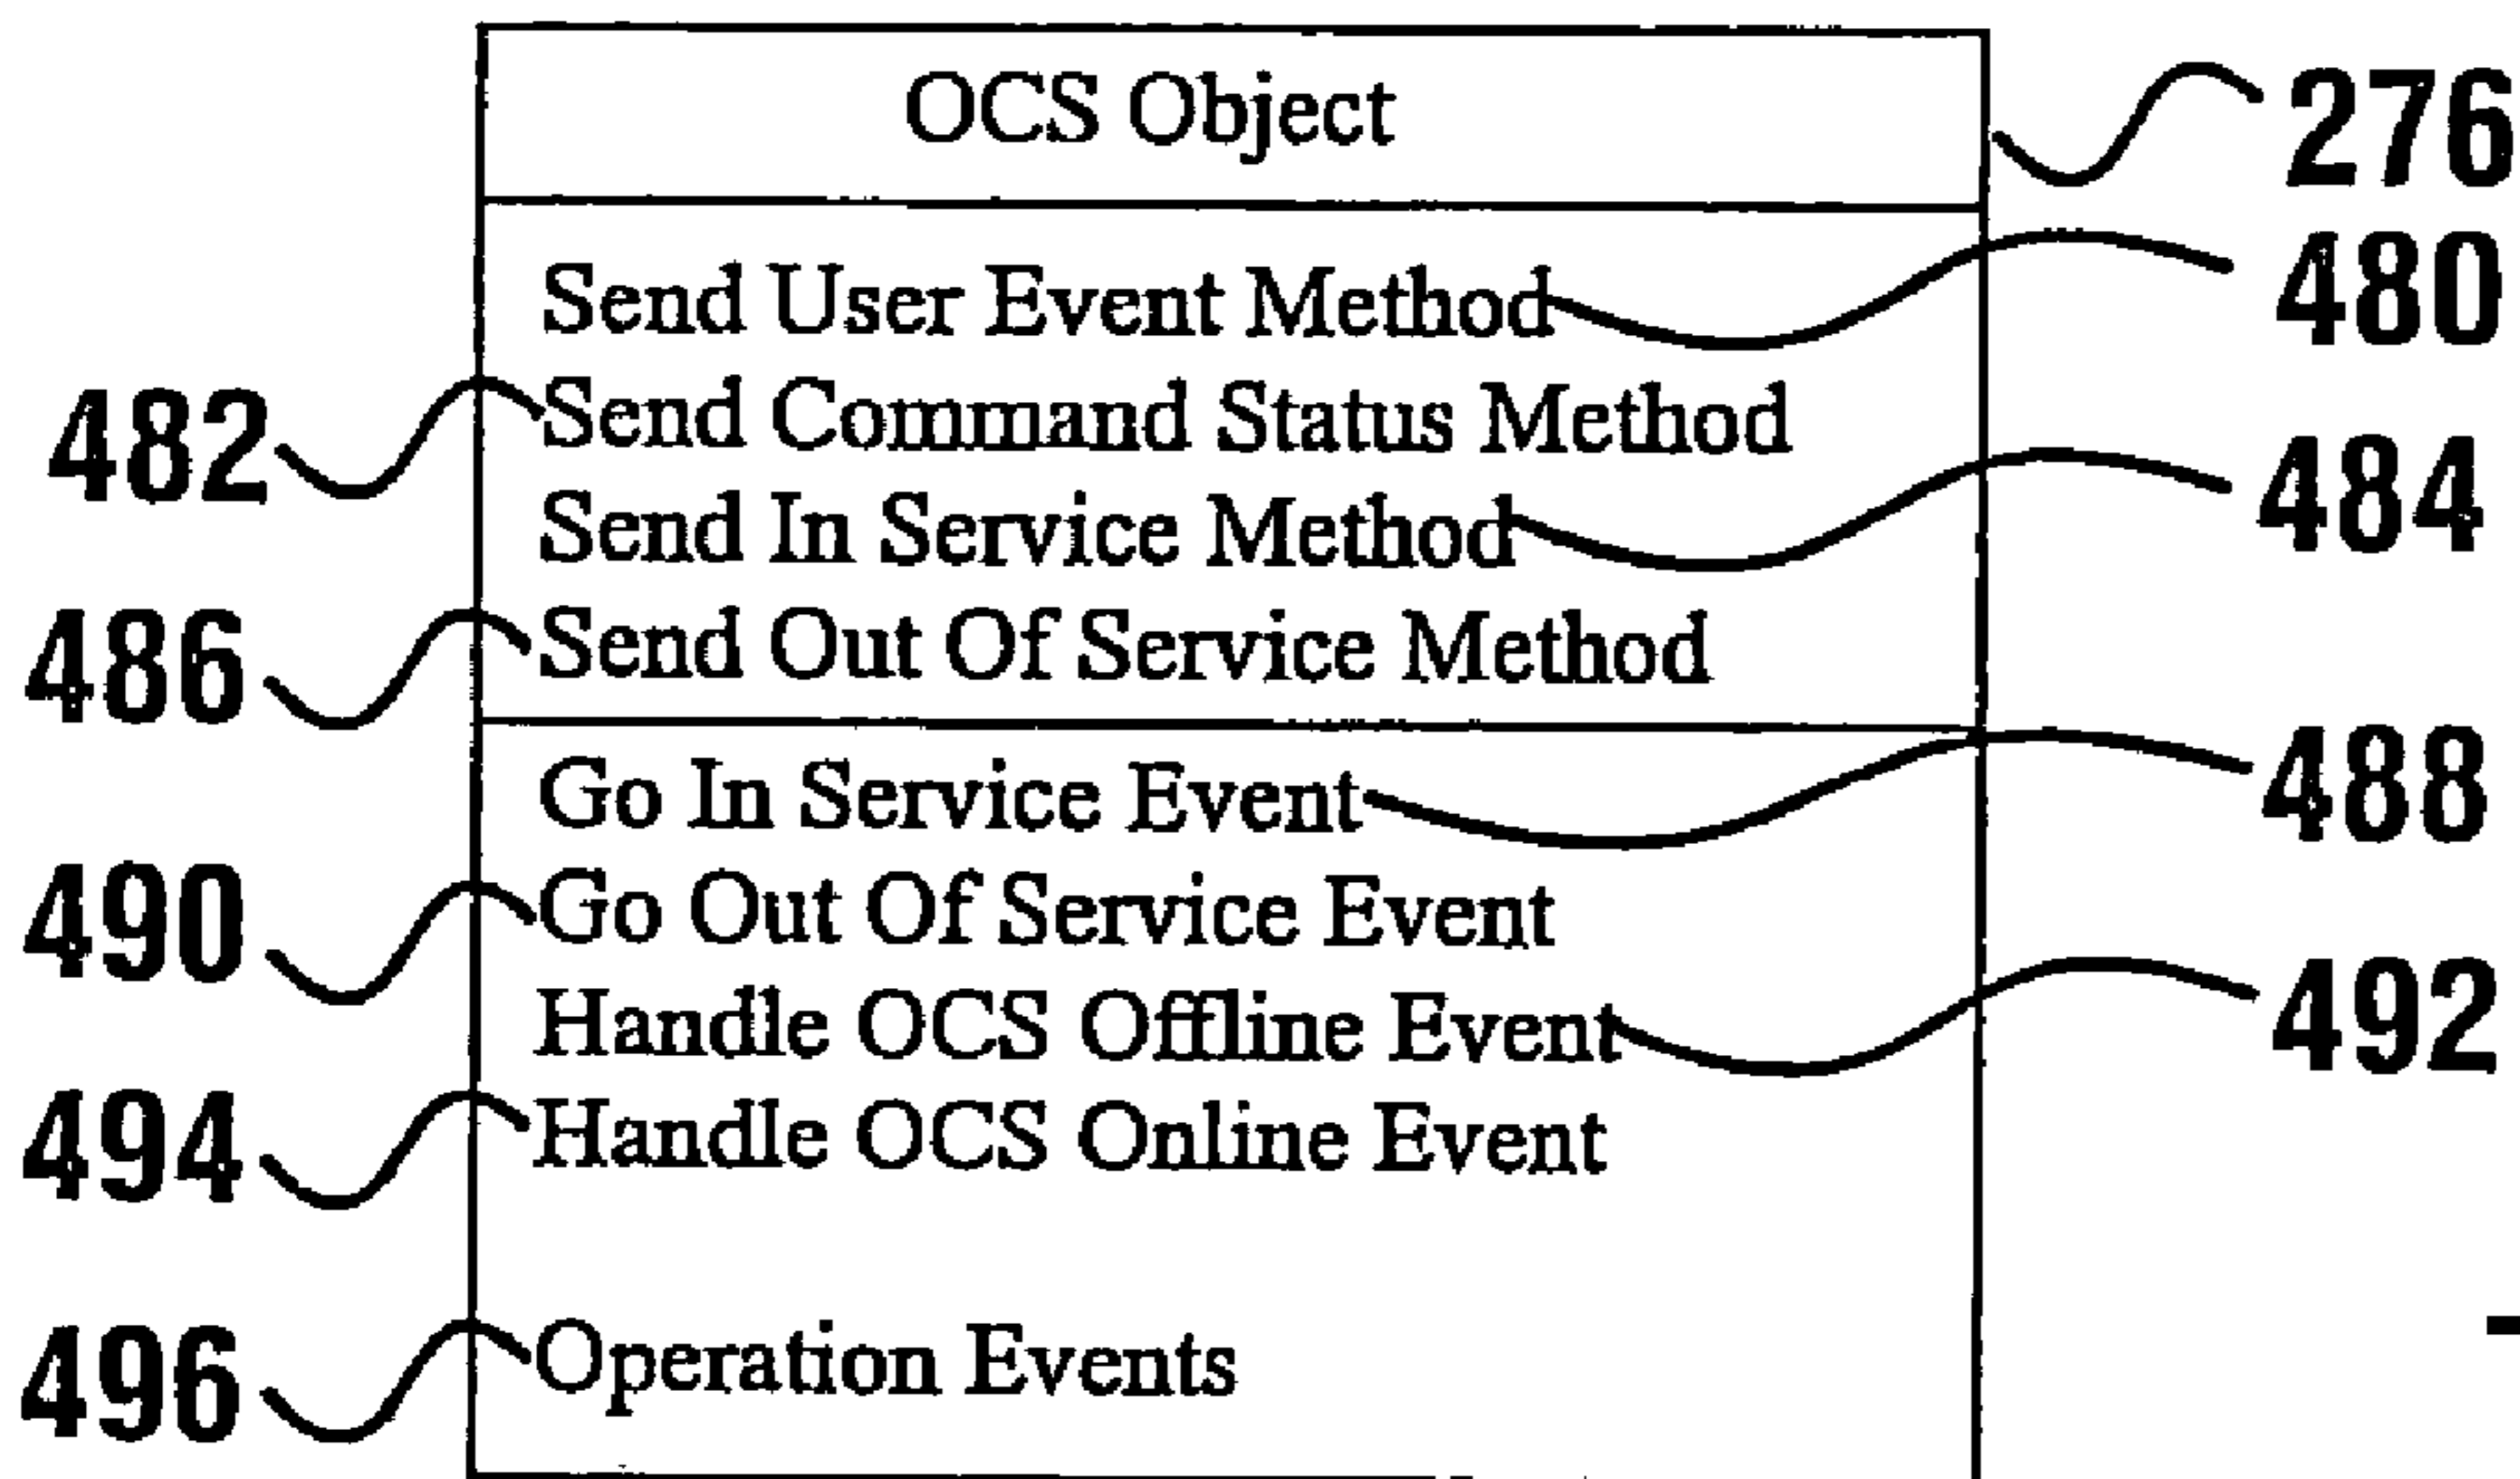 OCS Object 276
Send User Event Method 480
482 Send Command Status Method
Send In Service Method 484
486 Send Out Of Service Method
Go In Service Event 488
490 Go Out Of Service Event
Handle OCS Offline Event 492
494 Handle OCS Online Event
496 Operation Events